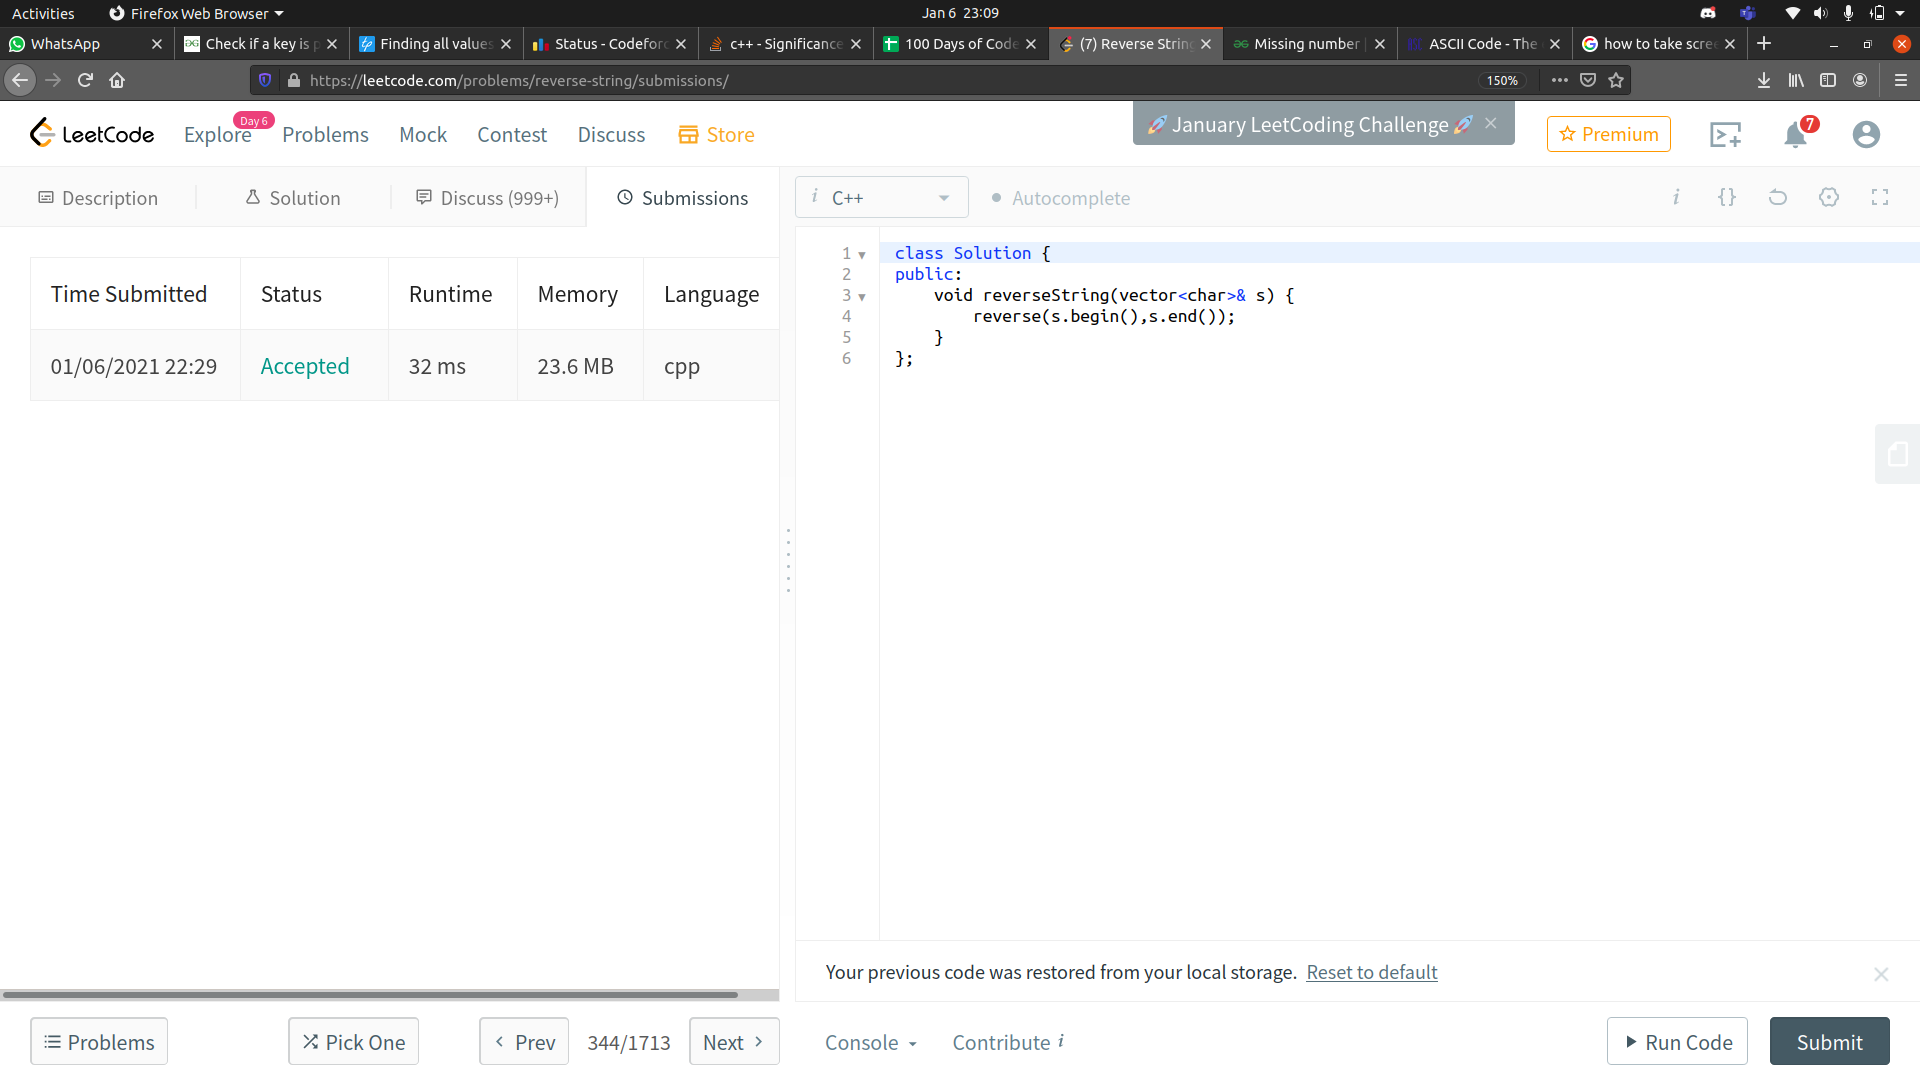 Activities Firefox Web Browser Jan 6 23:09
WhatsApp Check if a key is p Finding all values Status - Codeforc c++ - Significance 100 Days of Code (7) Reverse String Missing number | ASCII Code - The how to take scree
https://leetcode.com/problems/reverse-string/submissions/ 150%
LeetCode Explore Day 6 Problems Mock Contest Discuss Store 🚀 January LeetCoding Challenge 🚀 Premium 7
Description Solution Discuss (999+) Submissions i C++ Autocomplete i {}
Time Submitted Status Runtime Memory Language
01/06/2021 22:29 Accepted 32 ms 23.6 MB cpp
1 class Solution {
2 public:
3     void reverseString(vector<char>& s) {
4         reverse(s.begin(),s.end());
5     }
6 };
Your previous code was restored from your local storage. Reset to default
Problems Pick One Prev 344/1713 Next Console Contribute i Run Code Submit